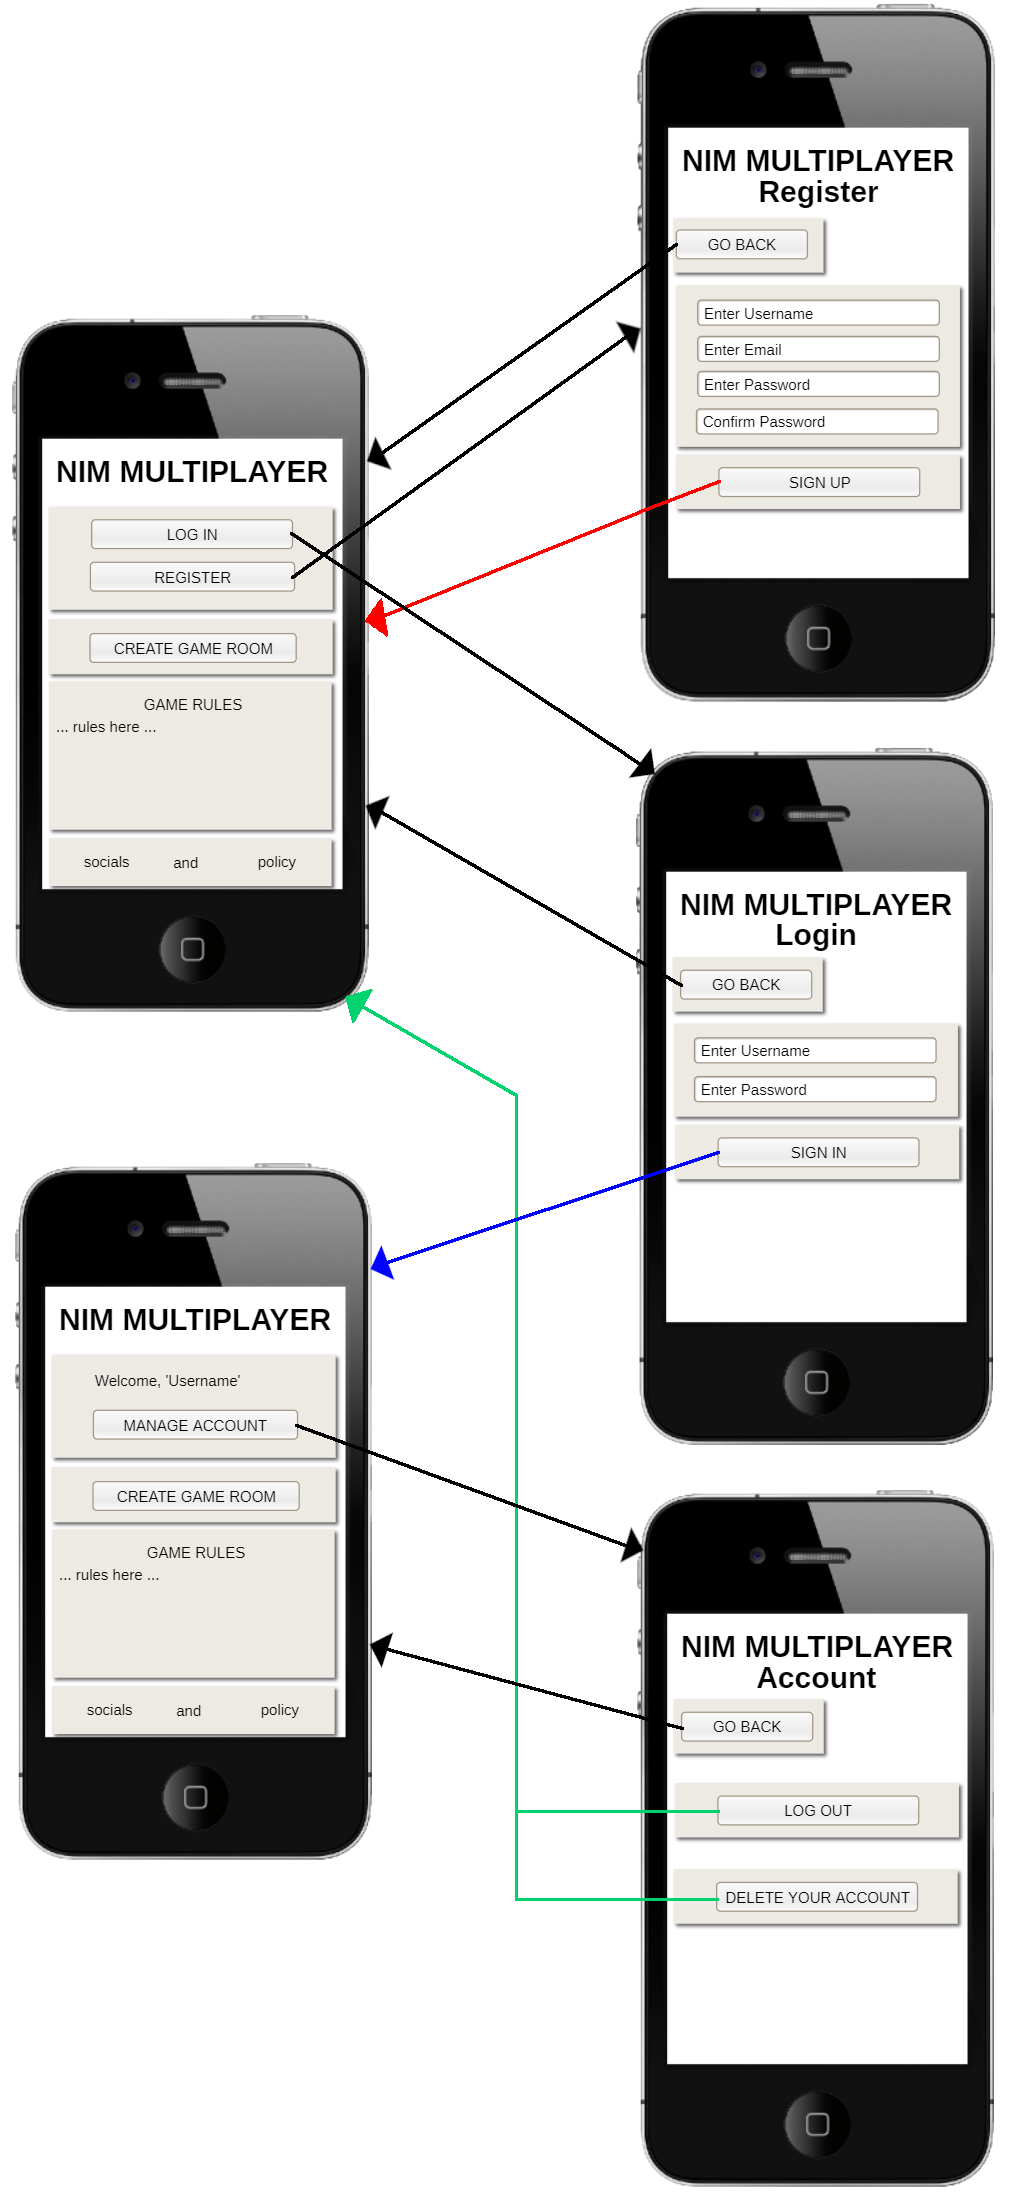 NIM MULTIPLAYER
Register
GO BACK
Enter Username
Enter Email
Enter Password
Confirm Password
SIGN UP
NIM MULTIPLAYER
LOG IN
REGISTER
CREATE GAME ROOM
GAME RULES
... rules here ...
socials and policy
NIM MULTIPLAYER
Login
GO BACK
Enter Username
Enter Password
SIGN IN
NIM MULTIPLAYER
Welcome, 'Username'
MANAGE ACCOUNT
CREATE GAME ROOM
GAME RULES
... rules here ...
socials and policy
NIM MULTIPLAYER
Account
GO BACK
LOG OUT
DELETE YOUR ACCOUNT